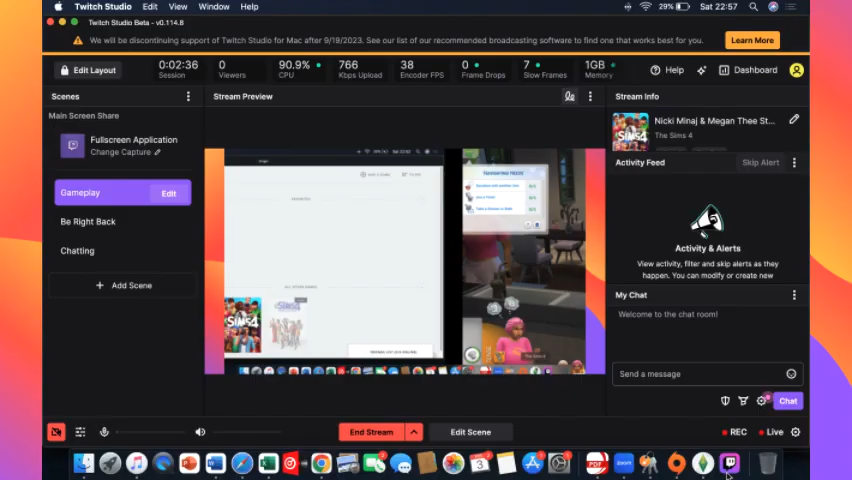 Twitch Studio Edit View Window Help 29% Sat 22:57
Twitch Studio Beta - v0.114.8
We will be discontinuing support of Twitch Studio for Mac after 9/19/2023. See our list of our recommended broadcasting software to find one that works best for you. Learn More
Edit Layout
0:02:36 Session
0 Viewers
90.9% CPU
766 Kbps Upload
38 Encoder FPS
0 Frame Drops
7 Slow Frames
1GB Memory
Help
Dashboard
Scenes
Main Screen Share
Fullscreen Application
Change Capture
Gameplay Edit
Be Right Back
Chatting
+ Add Scene
Stream Preview
SIMS4
End Stream
Edit Scene
Stream Info
Nicki Minaj & Megan Thee St...
The Sims 4
Activity Feed Skip Alert
Activity & Alerts
View activity, filter and skip alerts as they
happen. You can modify or create new
My Chat
Welcome to the chat room!
Send a message
Chat
REC Live
PDF
zoom